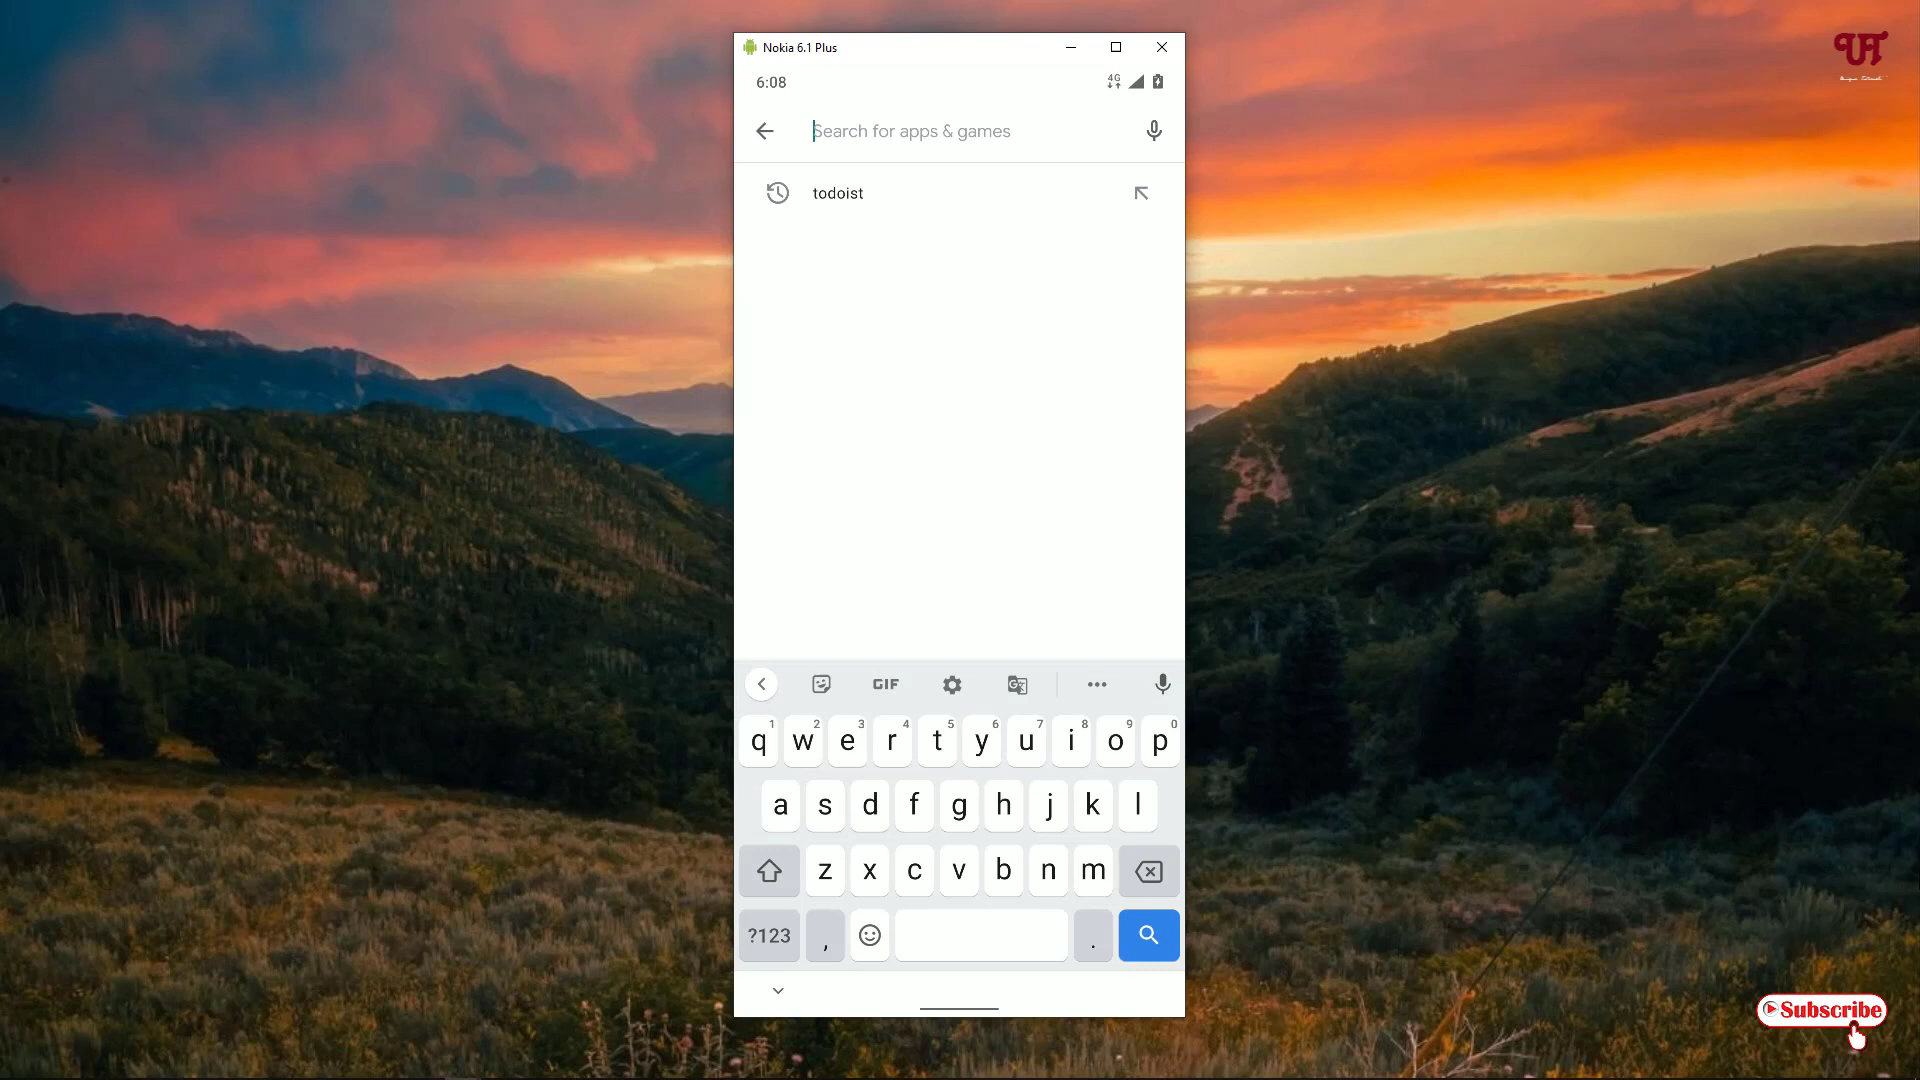 Nokia 6.1 Plus
6:08
4G
Search for apps & games
todoist
GIF
1 2 3 4 5 6 7 8 9 0
q w e r t y u i o p
a s d f g h j k l
z x c v b n m
?123 , .
UT
Subscribe